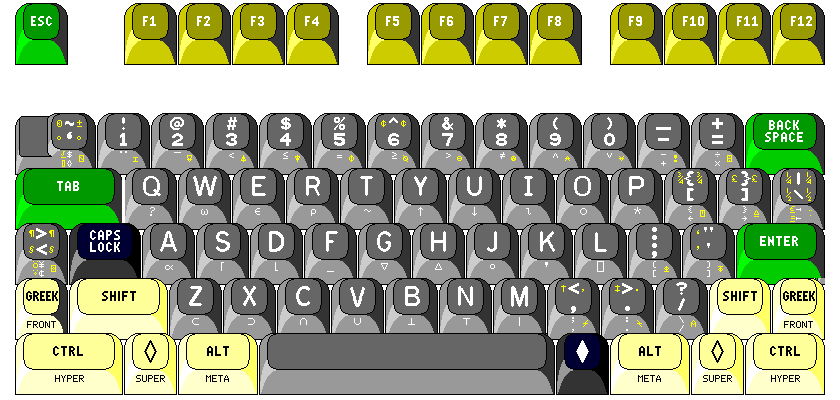 ESC F1 F2 F3 F4 F5 F6 F7 F8 F9 F10 F11 F12
~ ! @ # $ % ^ & * ( ) — +
` 1 2 3 4 5 6 7 8 9 0 – = BACK SPACE
TAB Q W E R T Y U I O P { } |
[ ] \
? ω ε ρ ~ ↑ ↓ ι ○ *
> CAPS LOCK A S D F G H J K L : " ENTER
< ; '
α ⌈ ⌊ _ ▽ △ ∘ ' ⎕
GREEK SHIFT Z X C V B N M < > ? SHIFT GREEK
, . /
FRONT ⊂ ⊃ ∩ ∪ ⊥ ⊤ | FRONT
CTRL ◊ ALT ♦ ALT ◊ CTRL
HYPER SUPER META META SUPER HYPER